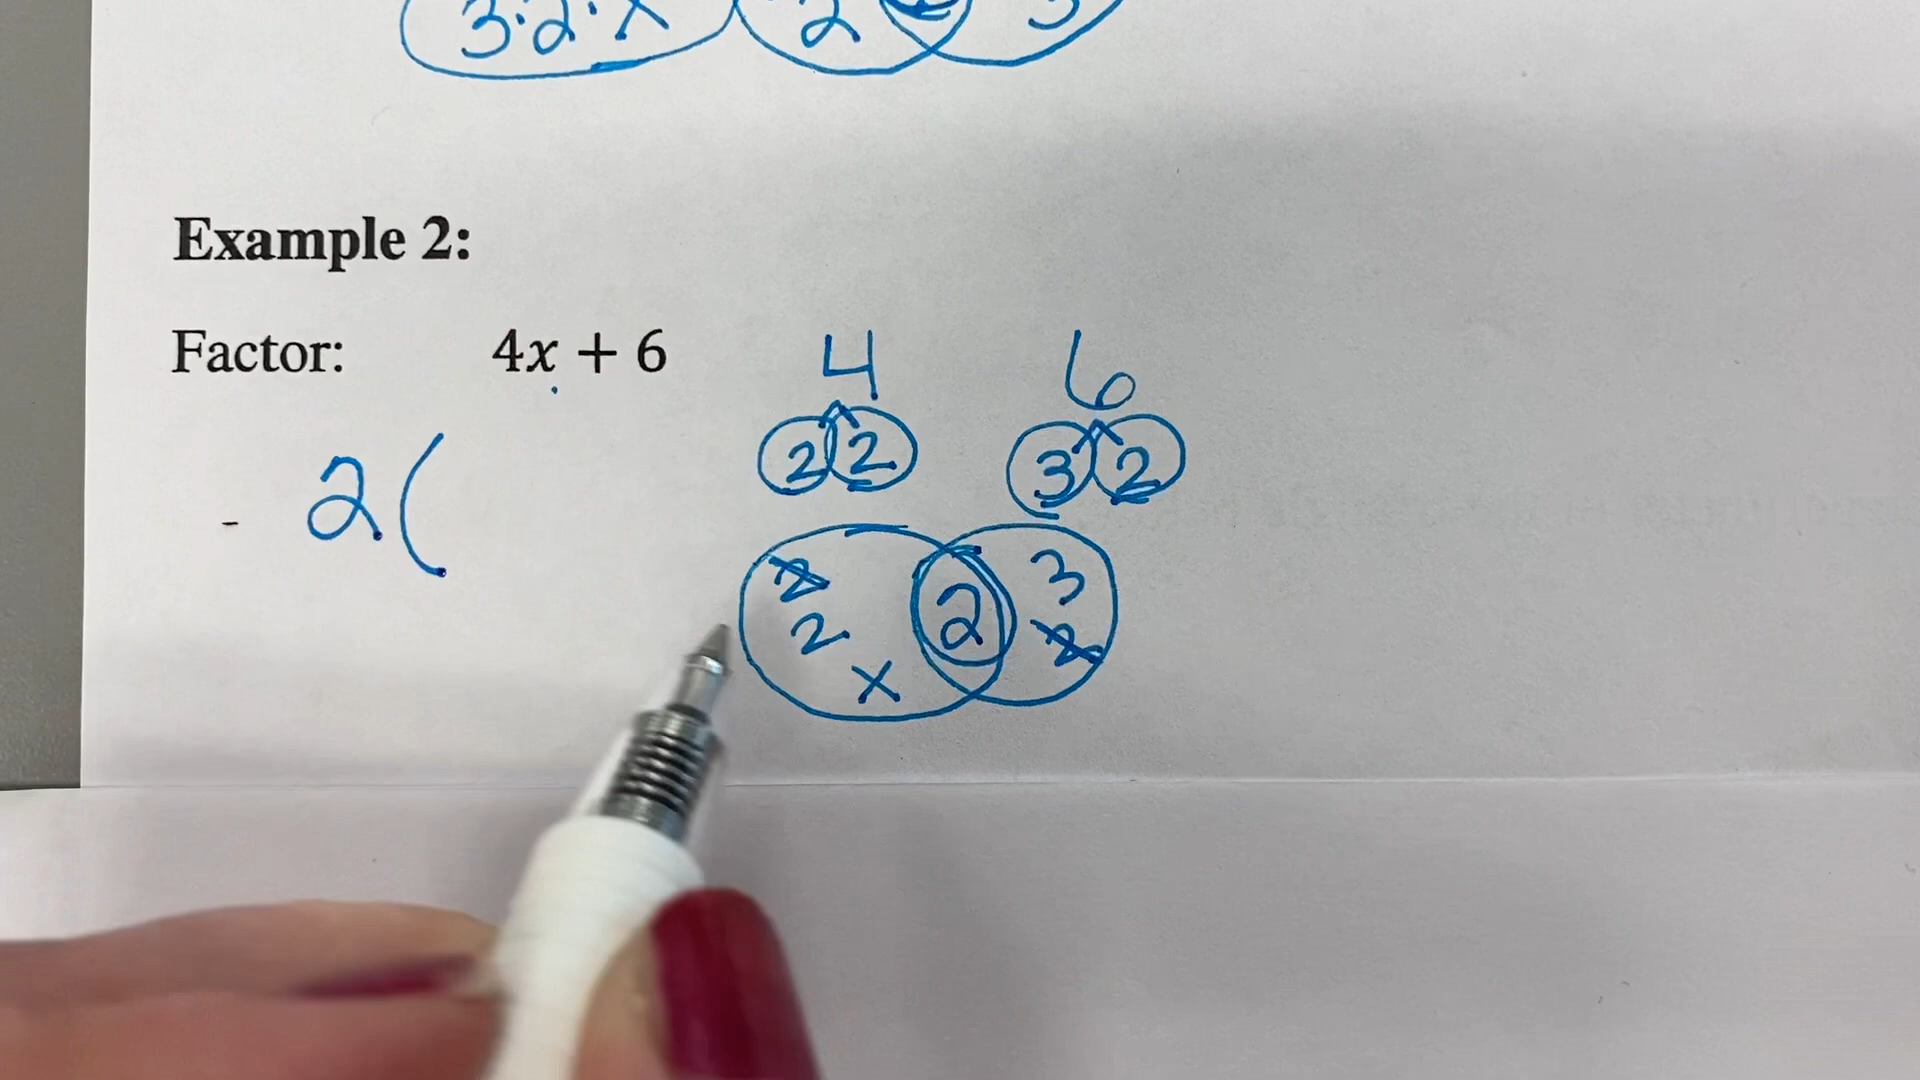 3·2·x 2 2 3
Example 2:
Factor: 4x + 6
4 6
2 2 3 2
- 2(
2 2 3
2 x 2